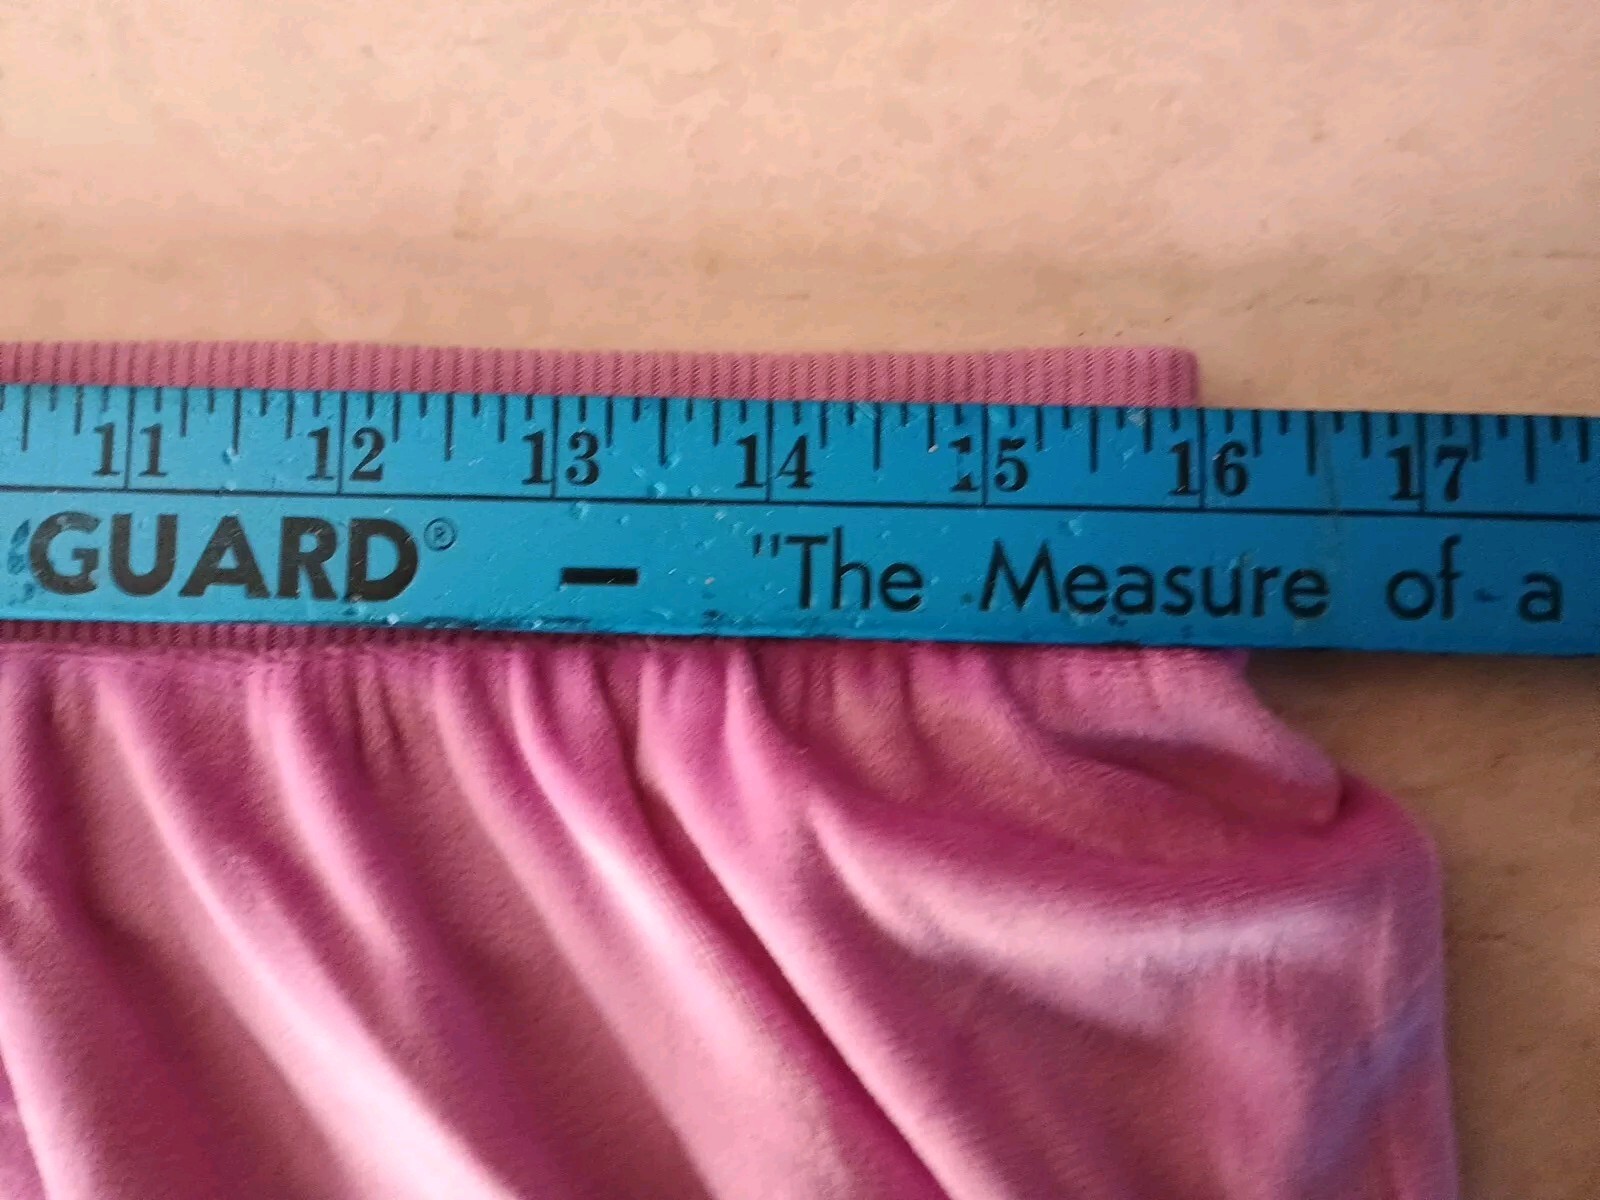 11 12 13 14 15 16 17
GUARD® – "The Measure of a